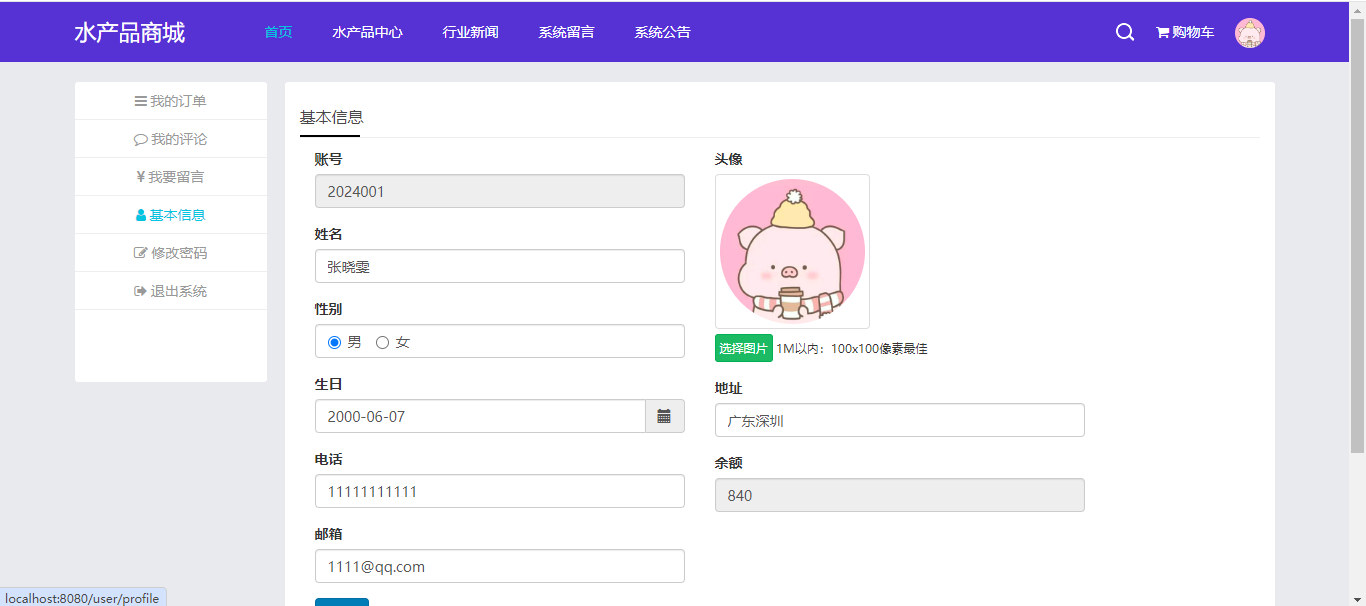 水产品商城 首页 水产品中心 行业新闻 系统留言 系统公告 购物车
我的订单
我的评论
我要留言
基本信息
修改密码
退出系统
基本信息
账号
2024001
姓名
张晓雯
性别
男 女
生日
2000-06-07
电话
11111111111
邮箱
1111@qq.com
头像
选择图片 1M以内：100x100像素最佳
地址
广东深圳
余额
840
localhost:8080/user/profile